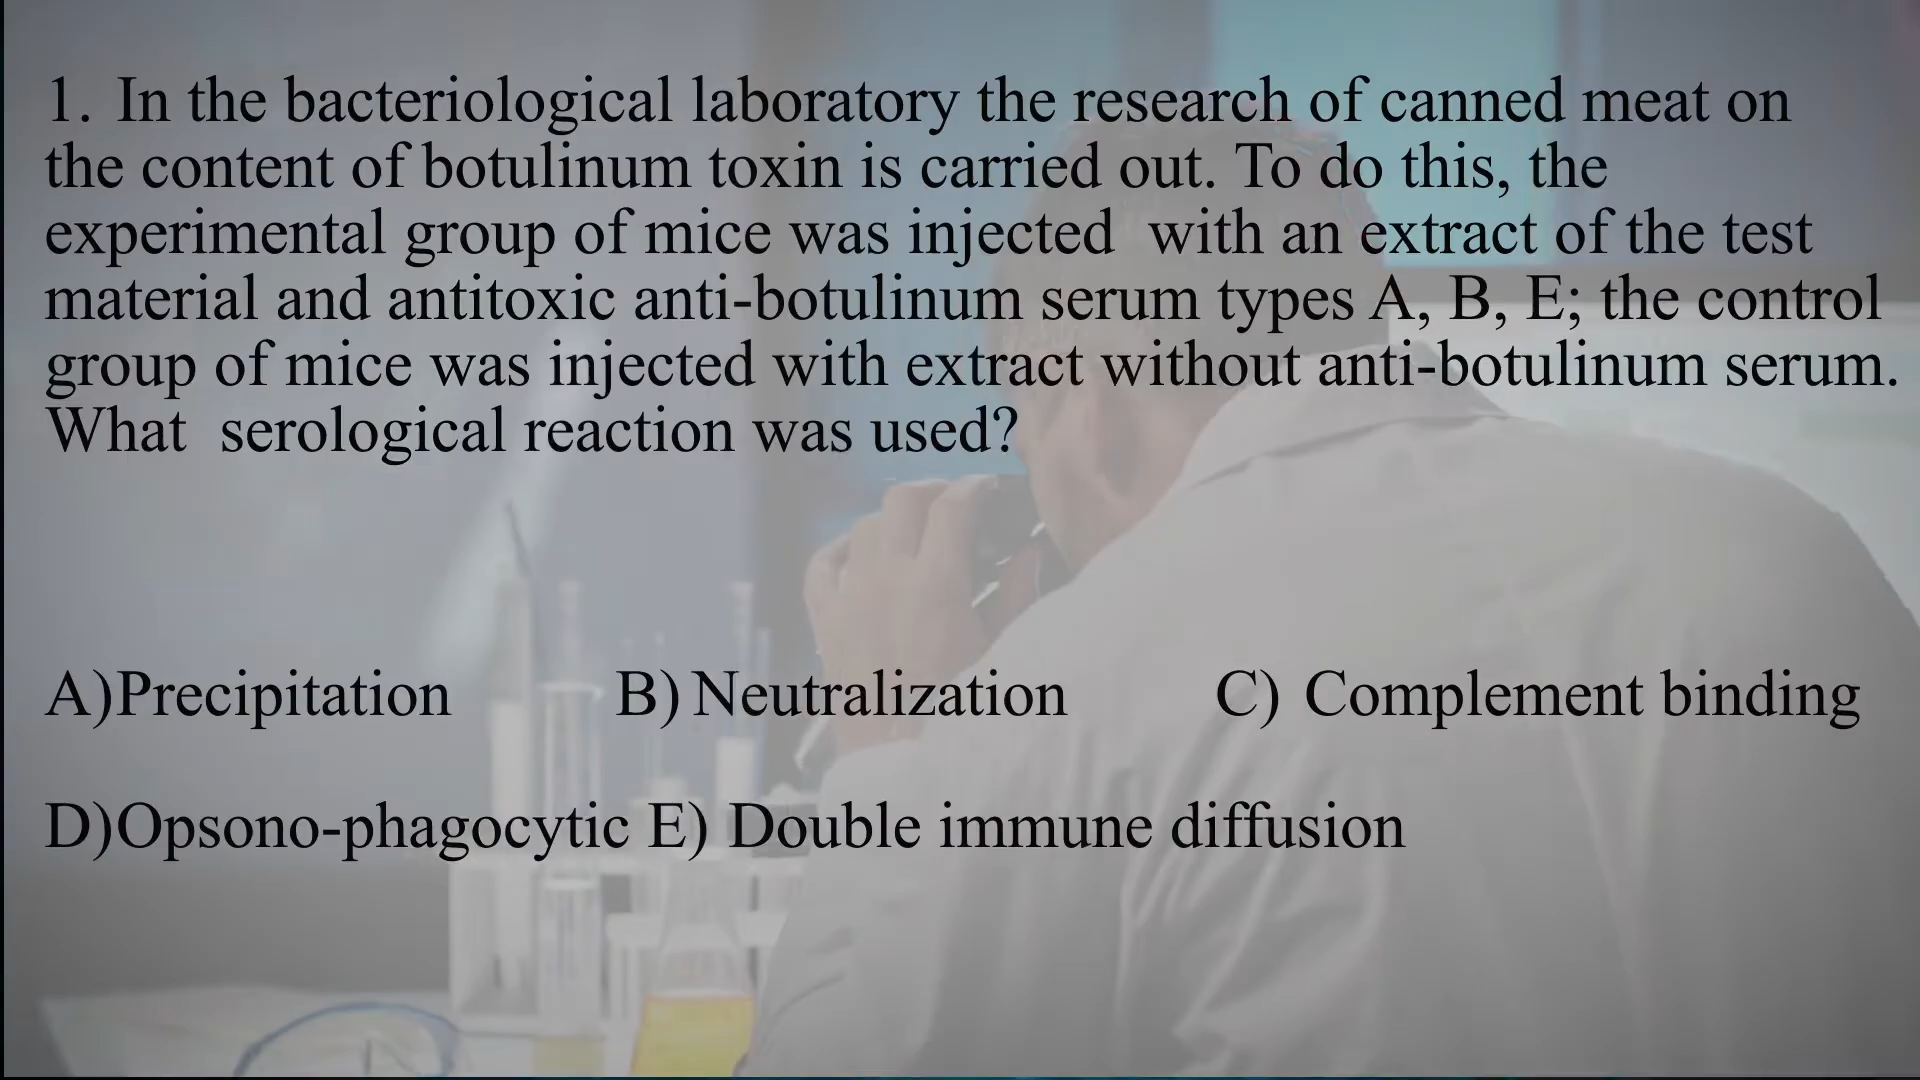 1. In the bacteriological laboratory the research of canned meat on
the content of botulinum toxin is carried out. To do this, the
experimental group of mice was injected  with an extract of the test
material and antitoxic anti-botulinum serum types A, B, E; the control
group of mice was injected with extract without anti-botulinum serum.
What  serological reaction was used?
A)Precipitation B) Neutralization C) Complement binding
D)Opsono-phagocytic E) Double immune diffusion